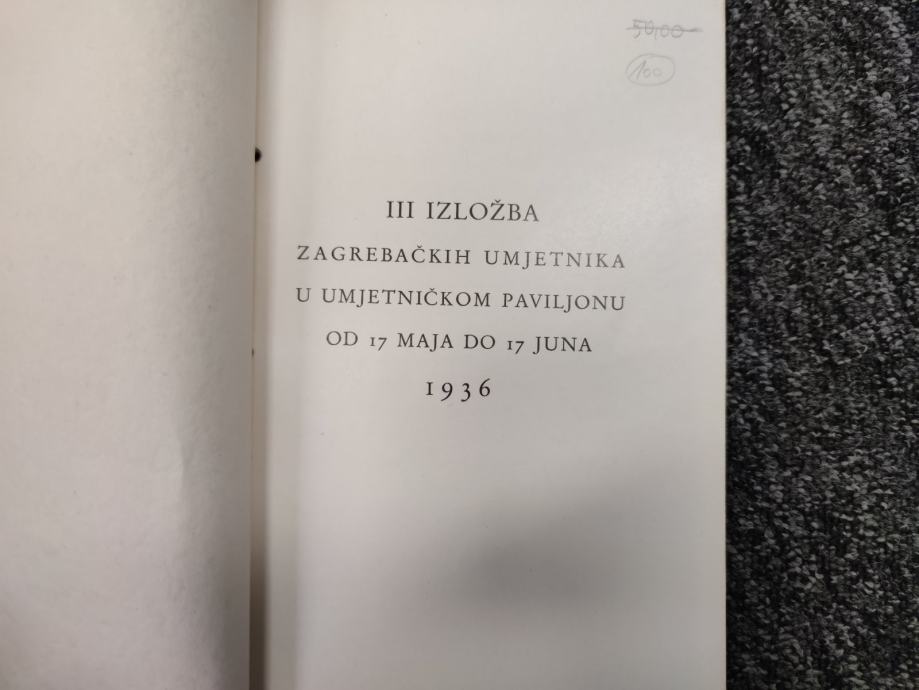 50,00
100
III IZLOŽBA
ZAGREBAČKIH UMJETNIKA
U UMJETNIČKOM PAVILJONU
OD 17 MAJA DO 17 JUNA
1936